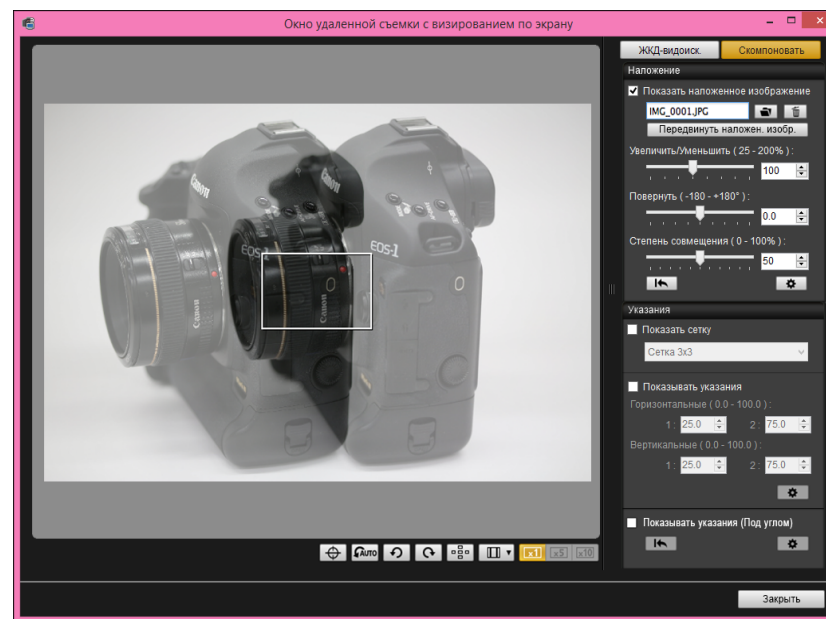 Окно удаленной съемки с визированием по экрану
ЖКД-видоиск. Скомпоновать
Наложение
Показать наложенное изображение
IMG_0001.JPG
Передвинуть наложен. изобр.
Увеличить/Уменьшить ( 25 - 200% ) :
100
Повернуть ( -180 - +180° ) :
0.0
Степень совмещения ( 0 - 100% ) :
50
Указания
Показать сетку
Сетка 3x3
Показывать указания
Горизонтальные ( 0.0 - 100.0 ) :
1 : 25.0 2 : 75.0
Вертикальные ( 0.0 - 100.0 ) :
1 : 25.0 2 : 75.0
Показывать указания (Под углом)
Canon
Canon
EOS-1
EOS-1
Canon
Canon
AUTO x1 x5 x10
Закрыть